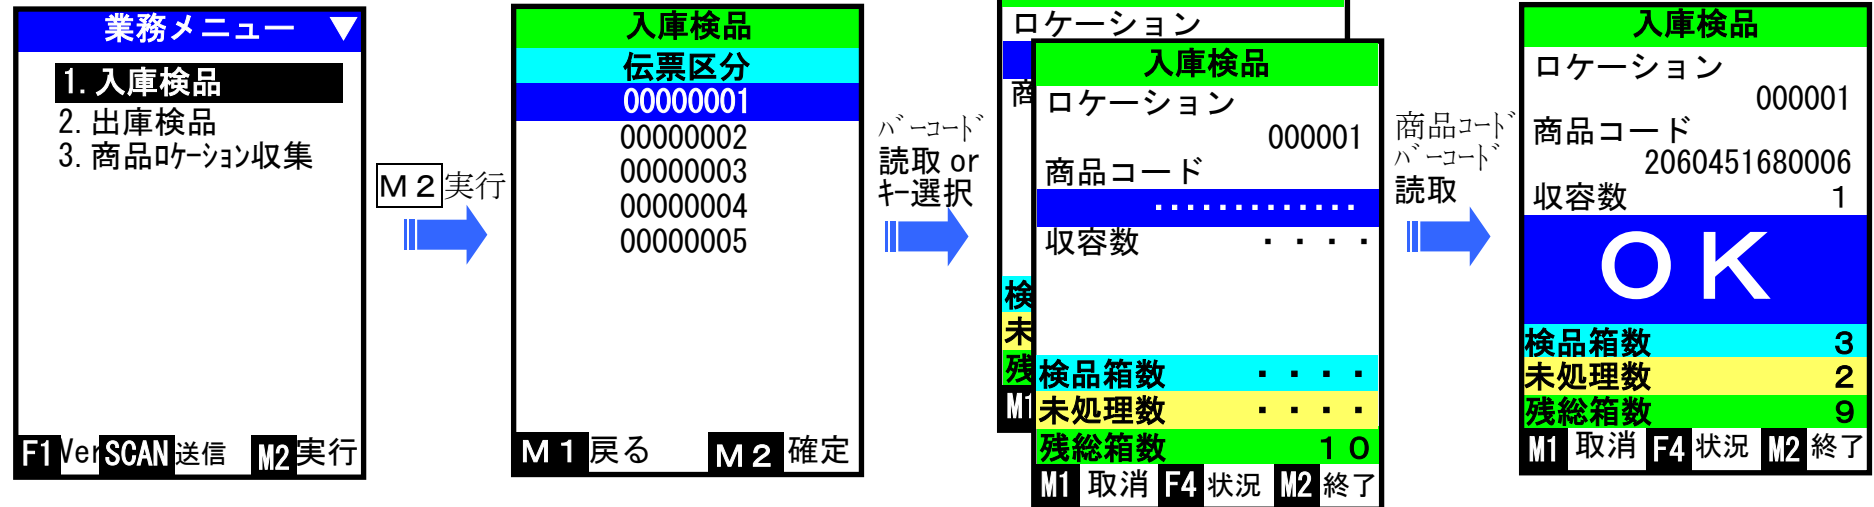 業務メニュー ▼
1. 入庫検品
2. 出庫検品
3. 商品ﾛｹｰｼｮﾝ収集
F1 Ver SCAN 送信 M2 実行
Ｍ２ 実行
入庫検品
伝票区分
00000001
00000002
00000003
00000004
00000005
Ｍ１ 戻る Ｍ２ 確定
ﾊﾞｰｺｰﾄﾞ
読取 or
ｷｰ選択
ロケーション
商
検
未
残
M1
入庫検品
ロケーション
000001
商品コード
・・・・・・・・・・・・・
収容数 ・・・・
検品箱数 ・・・・
未処理数 ・・・・
残総箱数 １０
M1 取消 F4 状況 M2 終了
商品ｺｰﾄﾞ
ﾊﾞｰｺｰﾄﾞ
読取
入庫検品
ロケーション
000001
商品コード
2060451680006
収容数 1
ＯＫ
検品箱数 ３
未処理数 ２
残総箱数 ９
M1 取消 F4 状況 M2 終了